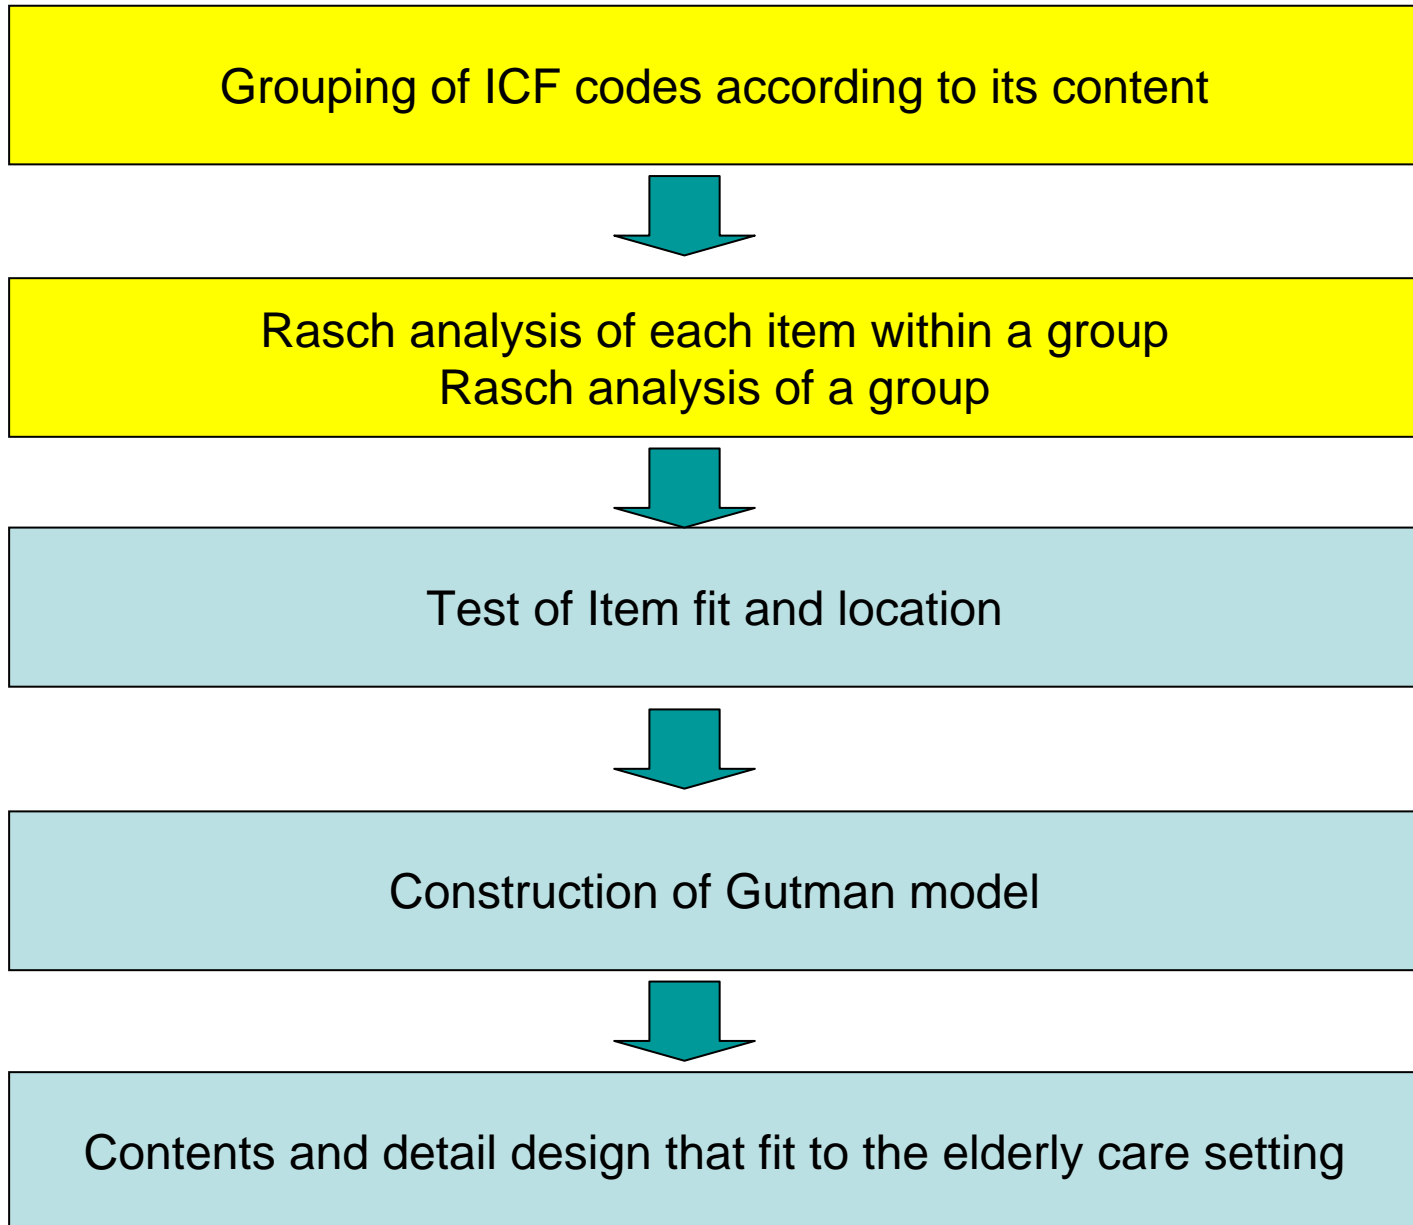 Grouping of ICF codes according to its content
Rasch analysis of each item within a group
Rasch analysis of a group
Test of Item fit and location
Construction of Gutman model
Contents and detail design that fit to the elderly care setting